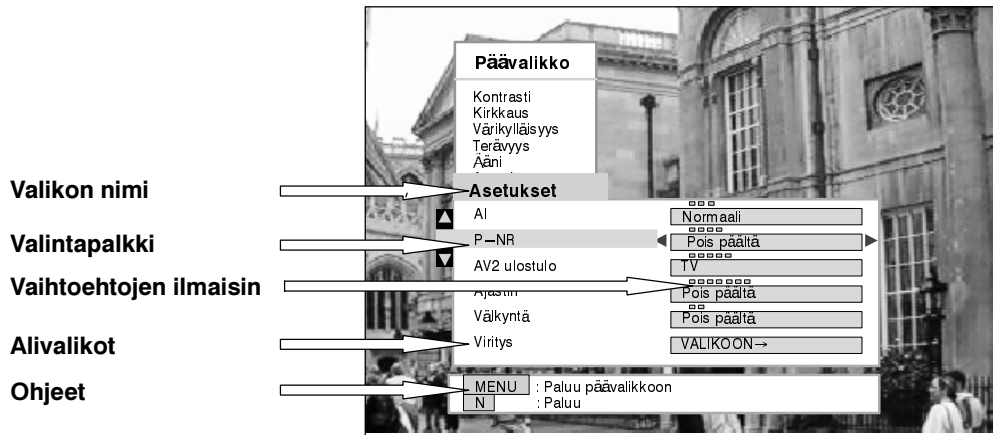 Päävalikko
Kontrasti
Kirkkaus
Värikylläisyys
Terävyys
Ääni
Valikon nimi
Asetukset
AI
Normaali
Valintapalkki
P–NR
Pois päältä
AV2 ulostulo
TV
Vaihtoehtojen ilmaisin
Ajastin
Pois päältä
Välkyntä
Pois päältä
Alivalikot
Viritys
VALIKOON→
Ohjeet
MENU : Paluu päävalikkoon
N : Paluu